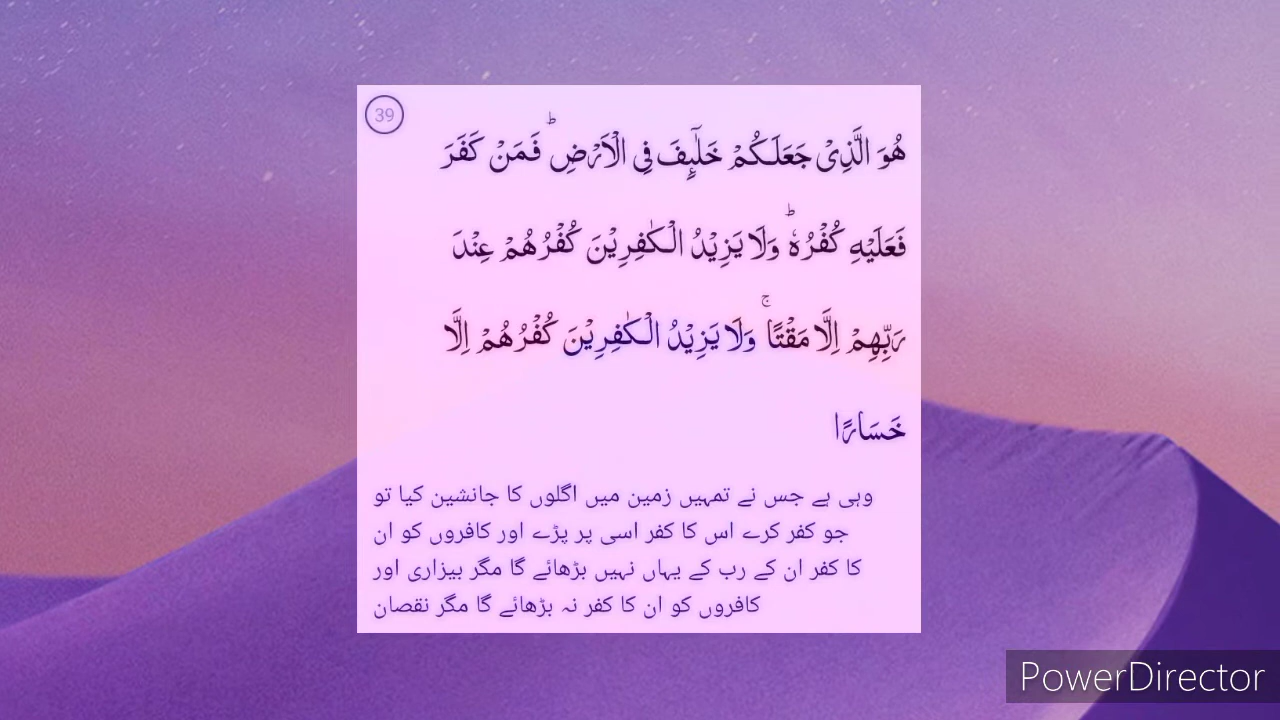 39
هُوَ الَّذِیْ جَعَلَكُمْ خَلٰٓىِٕفَ فِی الْاَرْضِ ؕ فَمَنْ كَفَرَ
فَعَلَیْهِ كُفْرُهٗ ؕ وَلَا یَزِیْدُ الْكٰفِرِیْنَ كُفْرُهُمْ عِنْدَ
رَبِّهِمْ اِلَّا مَقْتًا ۚ وَلَا یَزِیْدُ الْكٰفِرِیْنَ كُفْرُهُمْ اِلَّا
خَسَارًا
وہی ہے جس نے تمہیں زمین میں اگلوں کا جانشین کیا تو
جو کفر کرے اس کا کفر اسی پر پڑے اور کافروں کو ان
کا کفر ان کے رب کے یہاں نہیں بڑھائے گا مگر بیزاری اور
کافروں کو ان کا کفر نہ بڑھائے گا مگر نقصان
PowerDirector